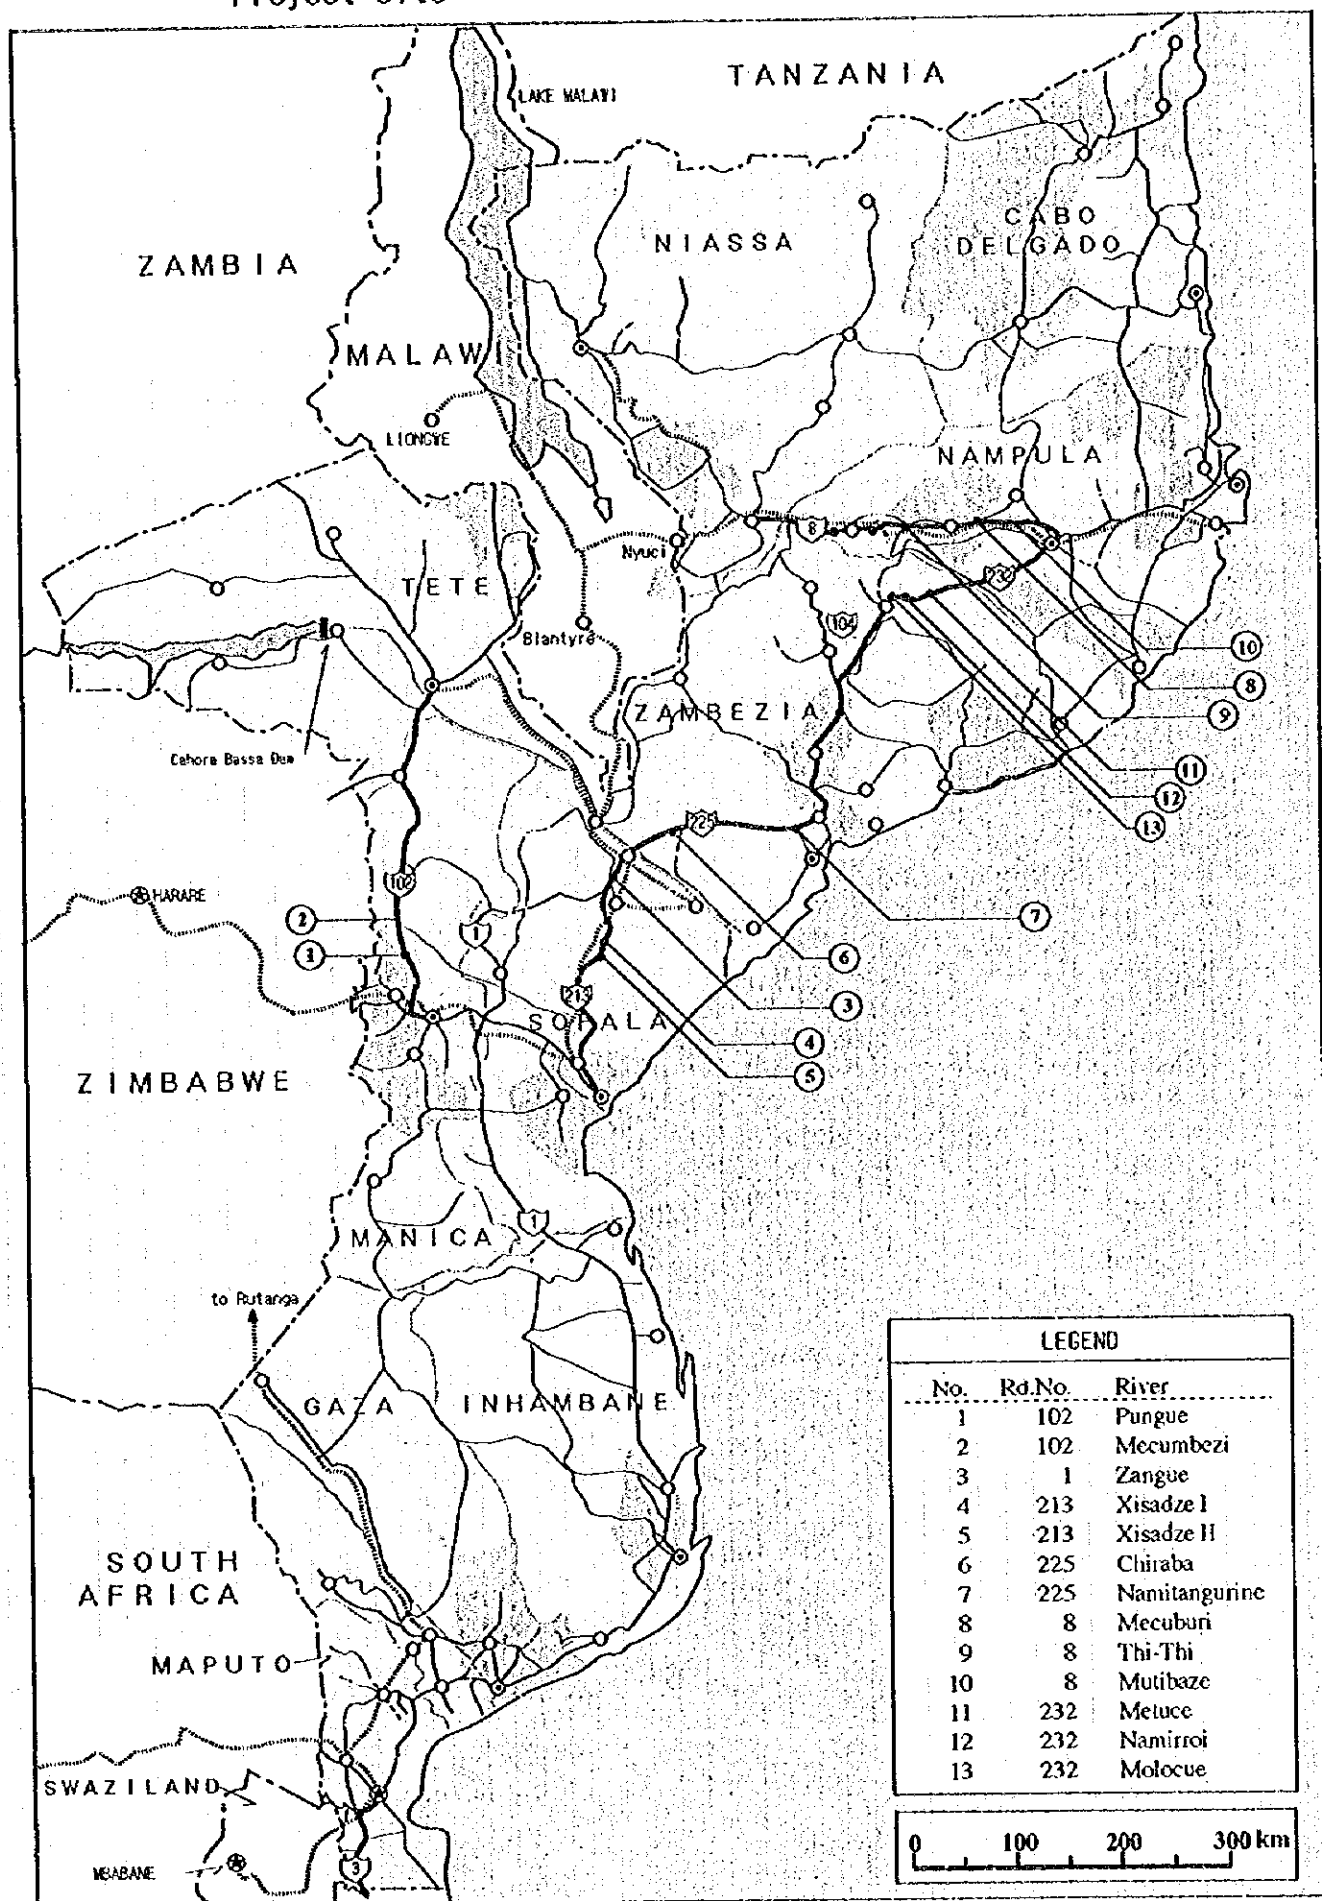 Project Site
TANZANIA
LAKE MALAWI
CABO
DELGADO
NIASSA
ZAMBIA
MALAWI
LIONGVE
NAMPULA
8
Nyuci
TETE
232
104
Blantyre
10
8
ZAMBEZIA
9
Cahora Bassa Dum
11
12
225
13
102
HARARE
2
1
7
1
6
213
3
SOFALA
4
ZIMBABWE
5
MANICA
1
to Rutanga
GAZA
INHAMBANE
SOUTH
AFRICA
MAPUTO
SWAZILAND
MBABANE
3
LEGEND
No. Rd.No. River
1 102 Pungue
2 102 Mecumbezi
3 1 Zangue
4 213 Xisadze I
5 213 Xisadze II
6 225 Chiraba
7 225 Namitangurine
8 8 Mecuburi
9 8 Thi-Thi
10 8 Mutibaze
11 232 Metuce
12 232 Namirroi
13 232 Molocue
0 100 200 300 km